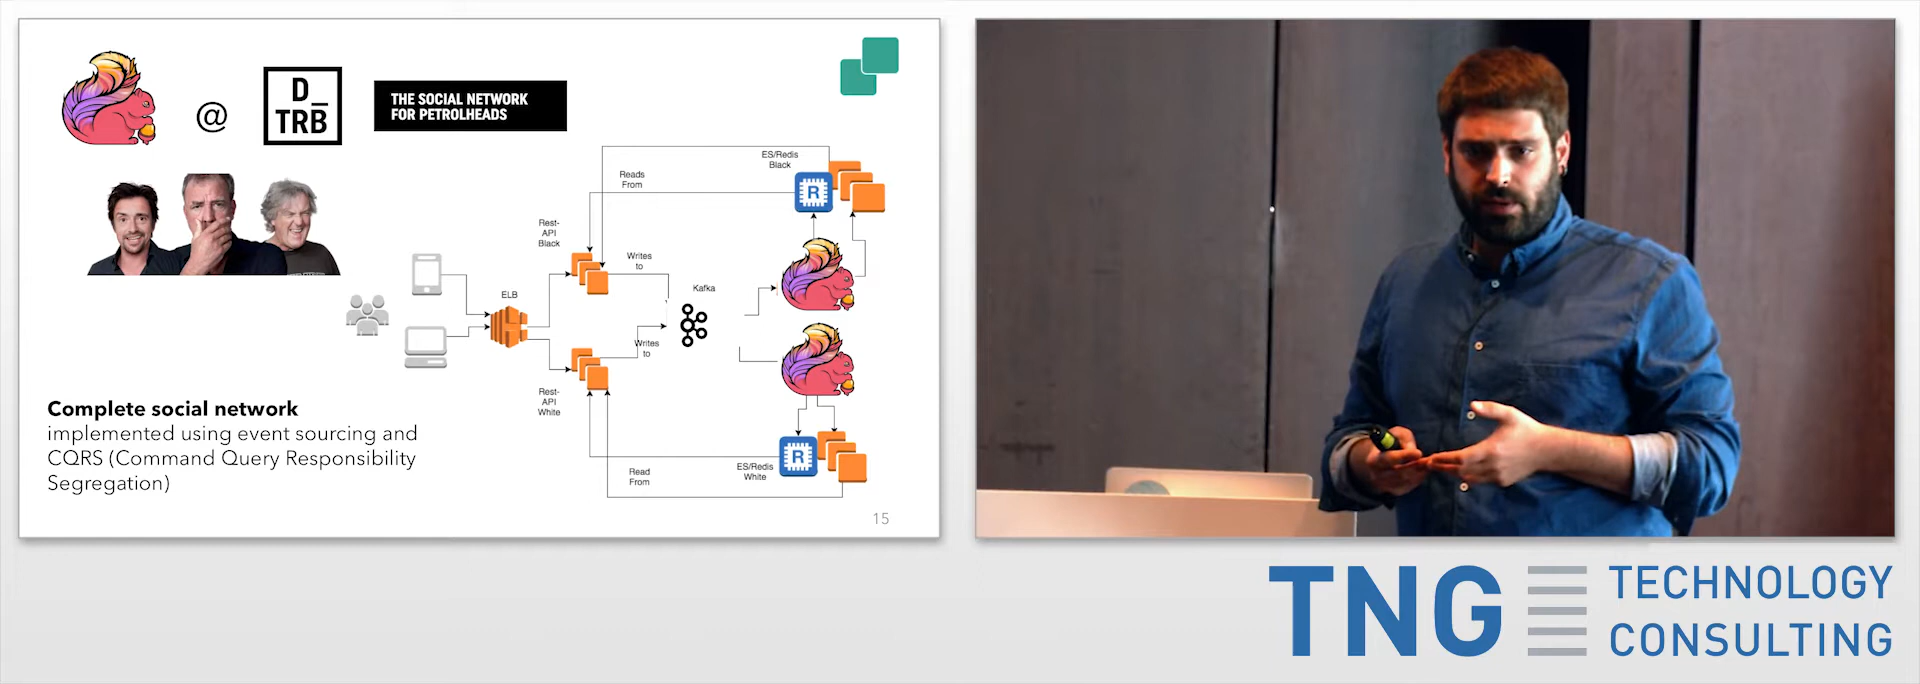 @
D
TRB
THE SOCIAL NETWORK
FOR PETROLHEADS
ES/Redis
Black
R
Reads
From
Rest-
API
Black
Writes
to
Kafka
ELB
Writes
to
Rest-
API
White
R
ES/Redis
White
Read
From
Complete social network
implemented using event sourcing and
CQRS (Command Query Responsibility
Segregation)
15
TNG TECHNOLOGY
CONSULTING